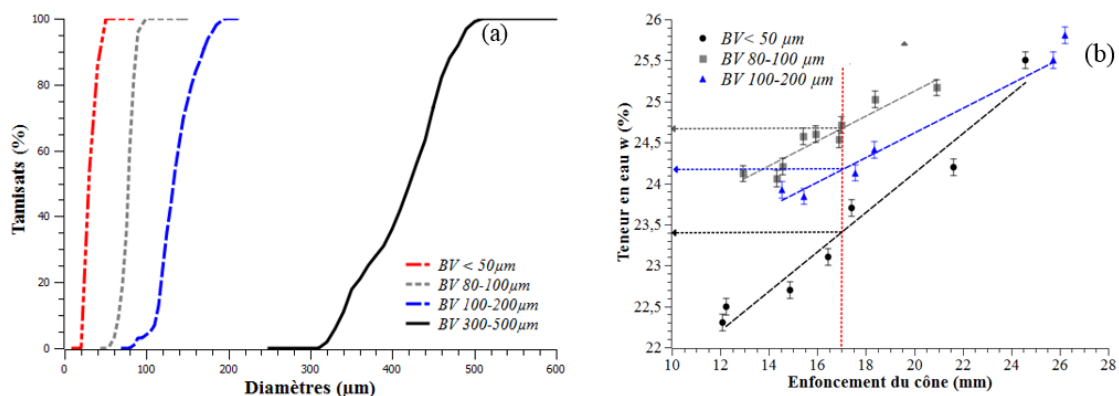 (a)
Tamisats (%)
100
80
60
40
20
0
0
100
200
300
400
500
600
Diamètres (µm)
BV < 50µm
BV 80-100µm
BV 100-200µm
BV 300-500µm
(b)
Teneur en eau w (%)
26
25,5
25
24,5
24
23,5
23
22,5
22
10
12
14
16
18
20
22
24
26
28
Enfoncement du cône (mm)
BV< 50 µm
BV 80-100 µm
BV 100-200 µm